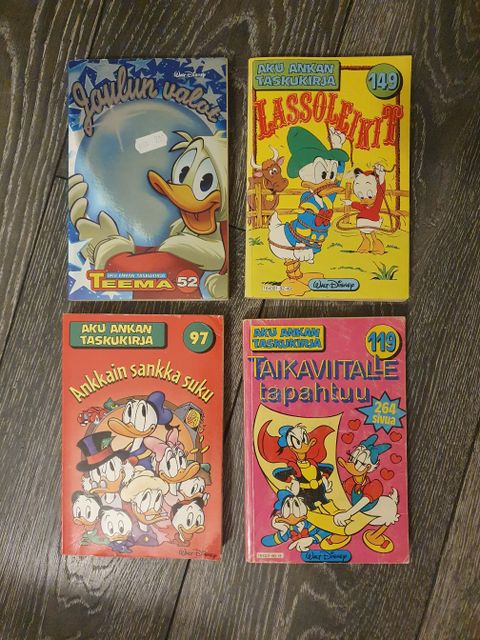 Walt Disney
Joulun valot
AKU ANKAN TASKUKIRJA
TEEMA 52
AKU ANKAN
TASKUKIRJA
149
LASSOLEIKIT
Walt Disney
AKU ANKAN
TASKUKIRJA
97
Ankkain sankka suku
Walt Disney
AKU ANKAN
TASKUKIRJA
119
TAIKAVIITALLE
tapahtuu
264
sivua
Walt Disney